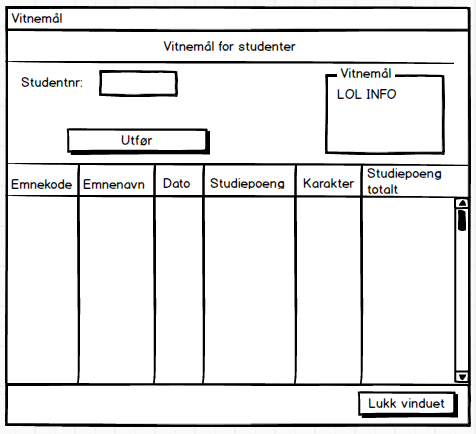 Vitnemål
Vitnemål for studenter
Studentnr:
Vitnemål
LOL INFO
Utfør
Emnekode Emnenavn Dato Studiepoeng Karakter Studiepoeng
totalt
Lukk vinduet